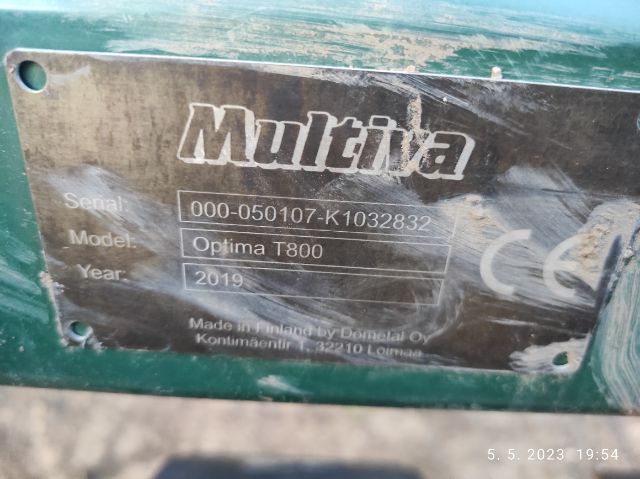 Multiva
Serial: 000-050107-K1032832
Model: Optima T800
Year: 2019
CE
Made in Finland by Dometal Oy
Kontimäentir 1, 32210 Loimaa
5. 5. 2023 19:54